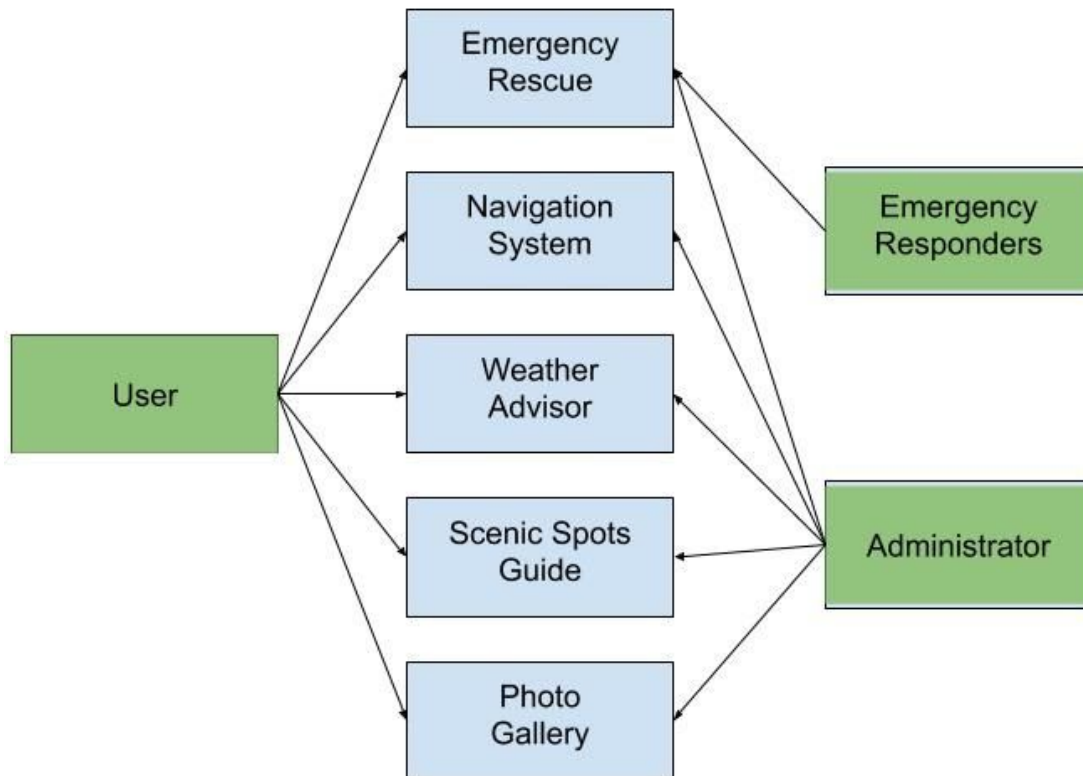 Emergency
Rescue
Navigation
System
Emergency
Responders
User
Weather
Advisor
Scenic Spots
Guide
Administrator
Photo
Gallery